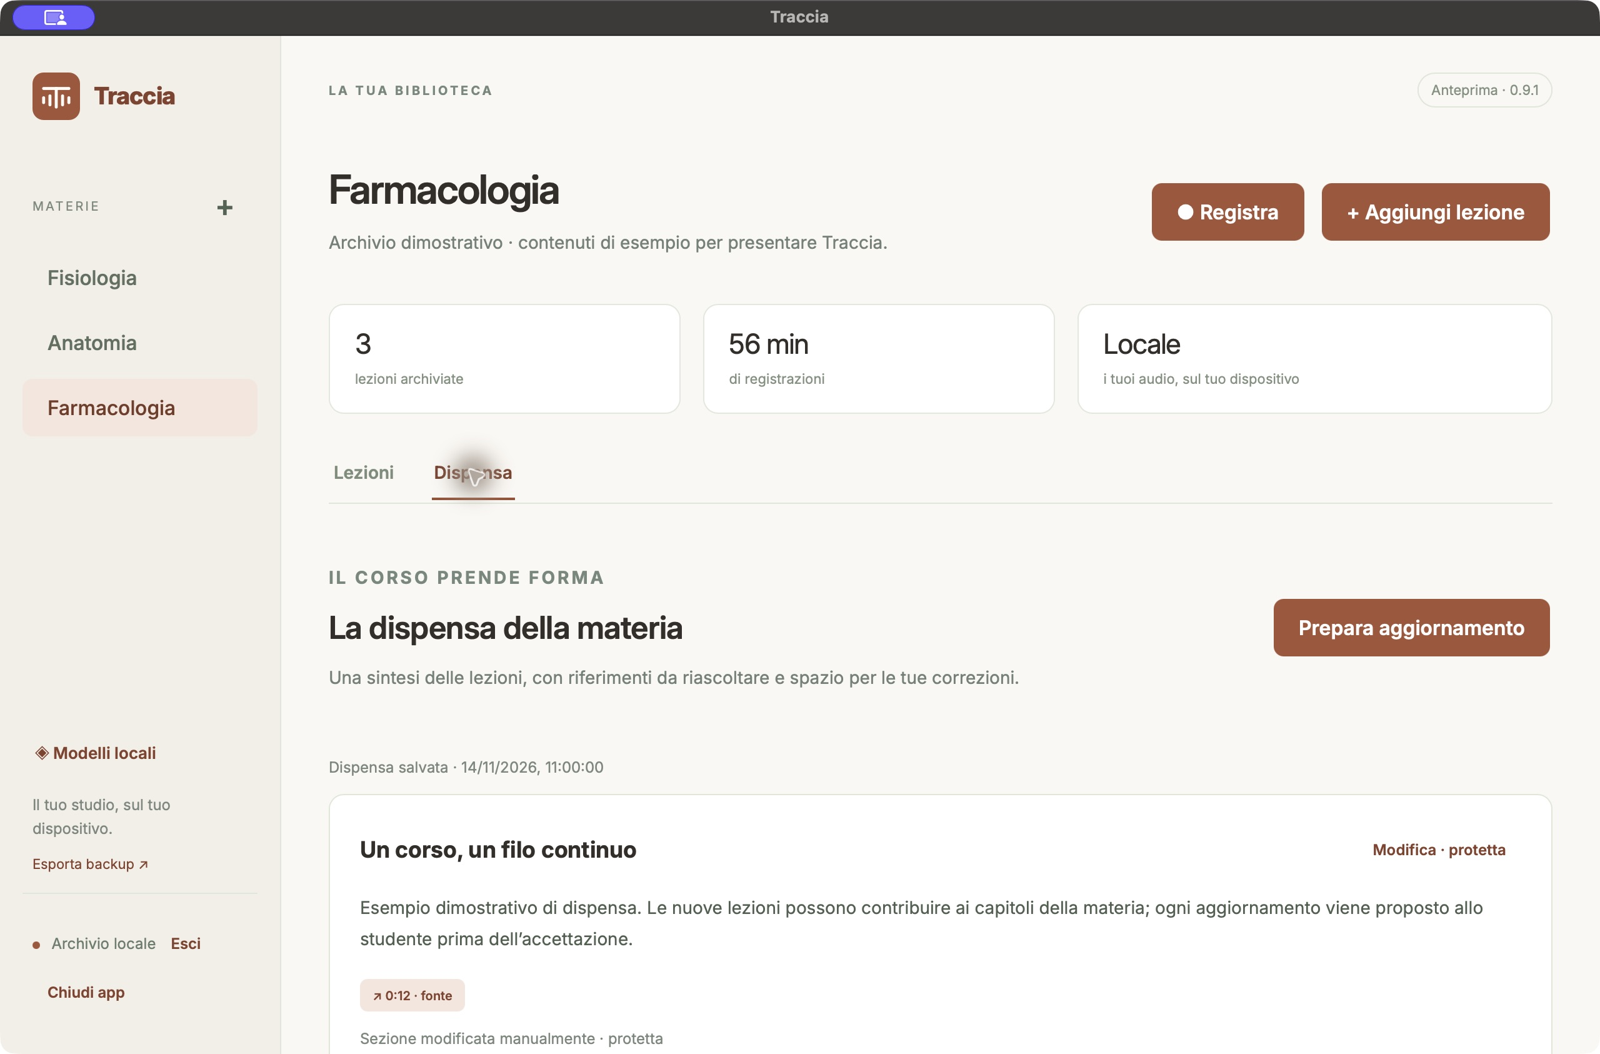 Traccia
Traccia
MATERIE
+
Fisiologia
Anatomia
Farmacologia
◈ Modelli locali
Il tuo studio, sul tuo
dispositivo.
Esporta backup ↗
Archivio locale Esci
Chiudi app
LA TUA BIBLIOTECA
Anteprima · 0.9.1
Farmacologia
Archivio dimostrativo · contenuti di esempio per presentare Traccia.
● Registra
+ Aggiungi lezione
3
lezioni archiviate
56 min
di registrazioni
Locale
i tuoi audio, sul tuo dispositivo
Lezioni
Dispensa
IL CORSO PRENDE FORMA
La dispensa della materia
Una sintesi delle lezioni, con riferimenti da riascoltare e spazio per le tue correzioni.
Prepara aggiornamento
Dispensa salvata · 14/11/2026, 11:00:00
Un corso, un filo continuo
Modifica · protetta
Esempio dimostrativo di dispensa. Le nuove lezioni possono contribuire ai capitoli della materia; ogni aggiornamento viene proposto allo
studente prima dell’accettazione.
↗ 0:12 · fonte
Sezione modificata manualmente · protetta